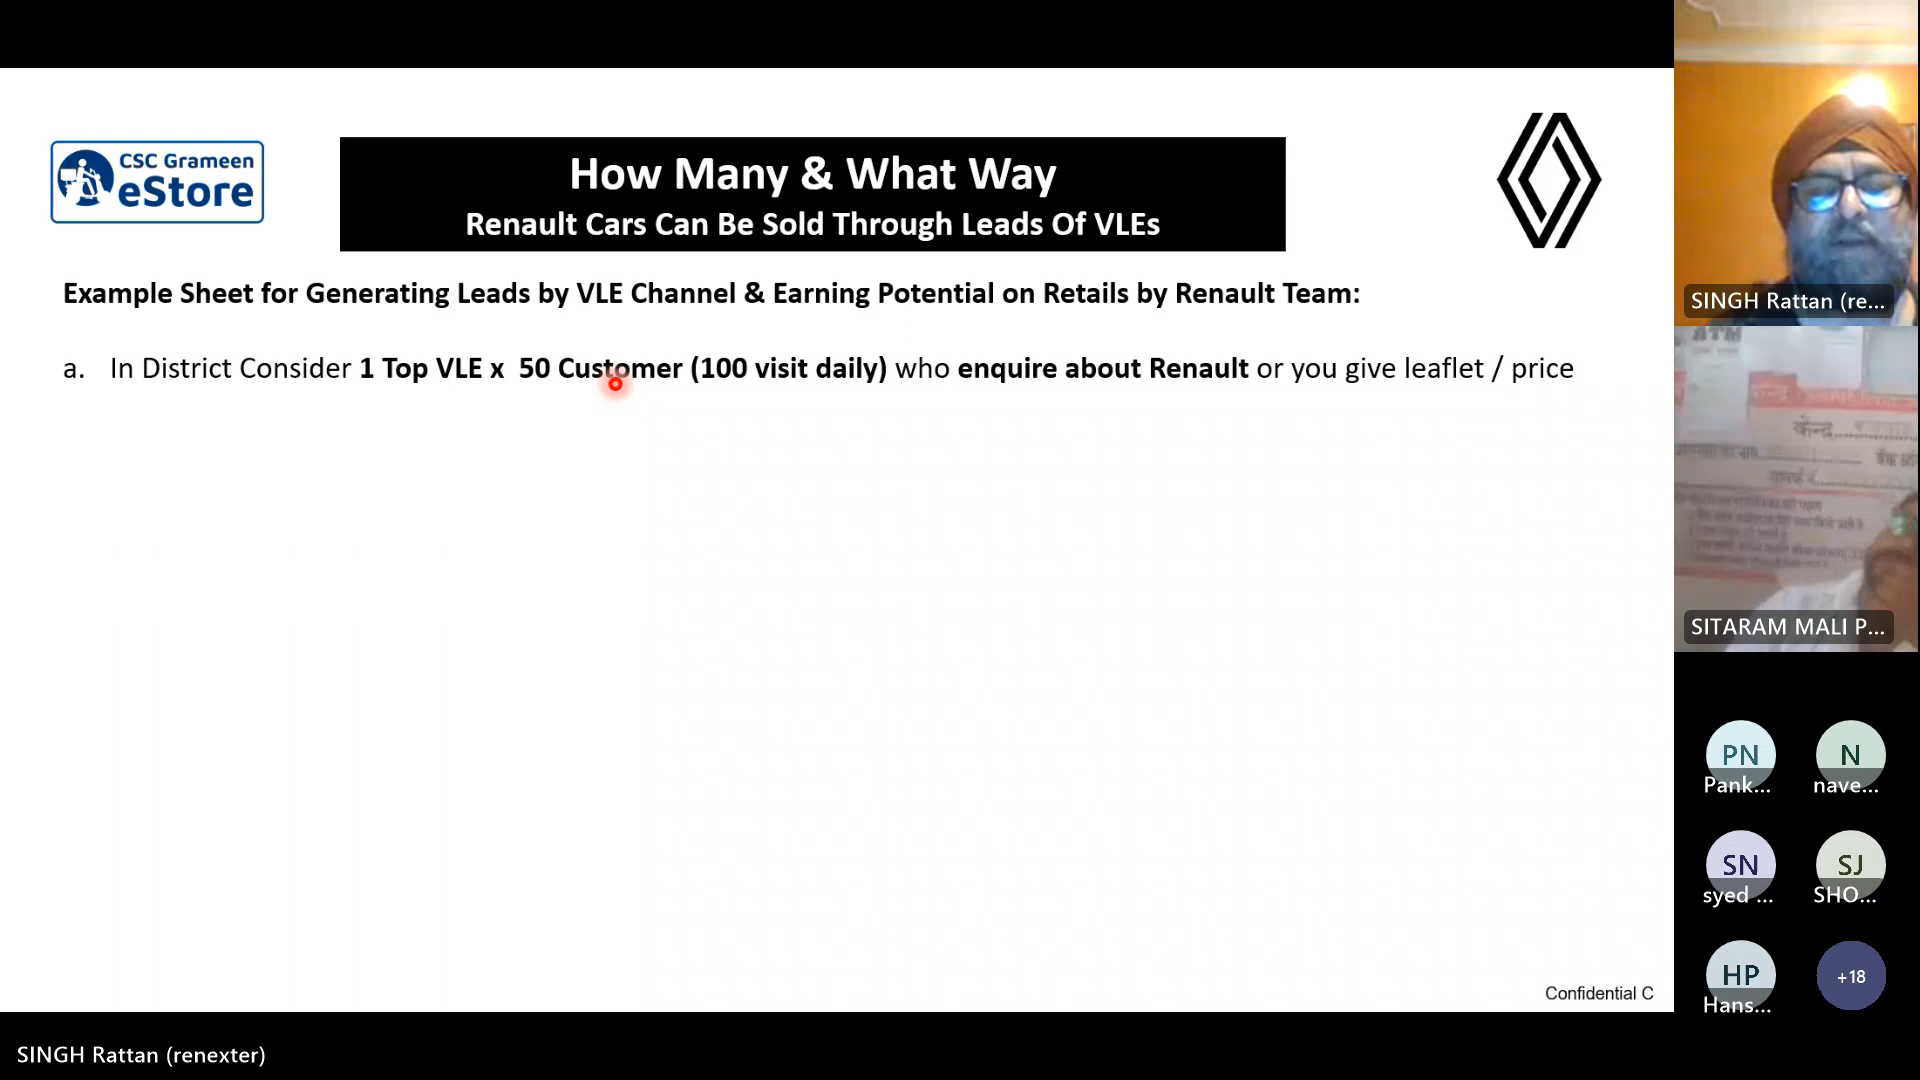 CSC Grameen
eStore
How Many & What Way
Renault Cars Can Be Sold Through Leads Of VLEs
Example Sheet for Generating Leads by VLE Channel & Earning Potential on Retails by Renault Team:
a. In District Consider 1 Top VLE x 50 Customer (100 visit daily) who enquire about Renault or you give leaflet / price
Confidential C
SINGH Rattan (renexter)
SINGH Rattan (re...
ATM
केन्द्र
SITARAM MALI P...
PN
Pank...
N
nave...
SN
syed ...
SJ
SHO...
HP
Hans...
+18